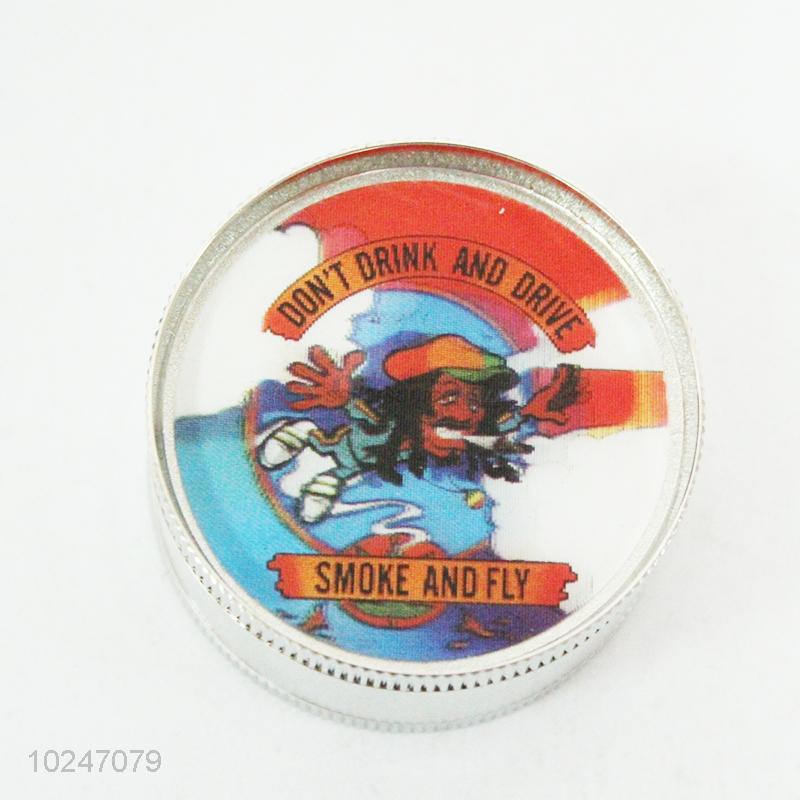 DON'T DRINK AND DRIVE
SMOKE AND FLY
10247079